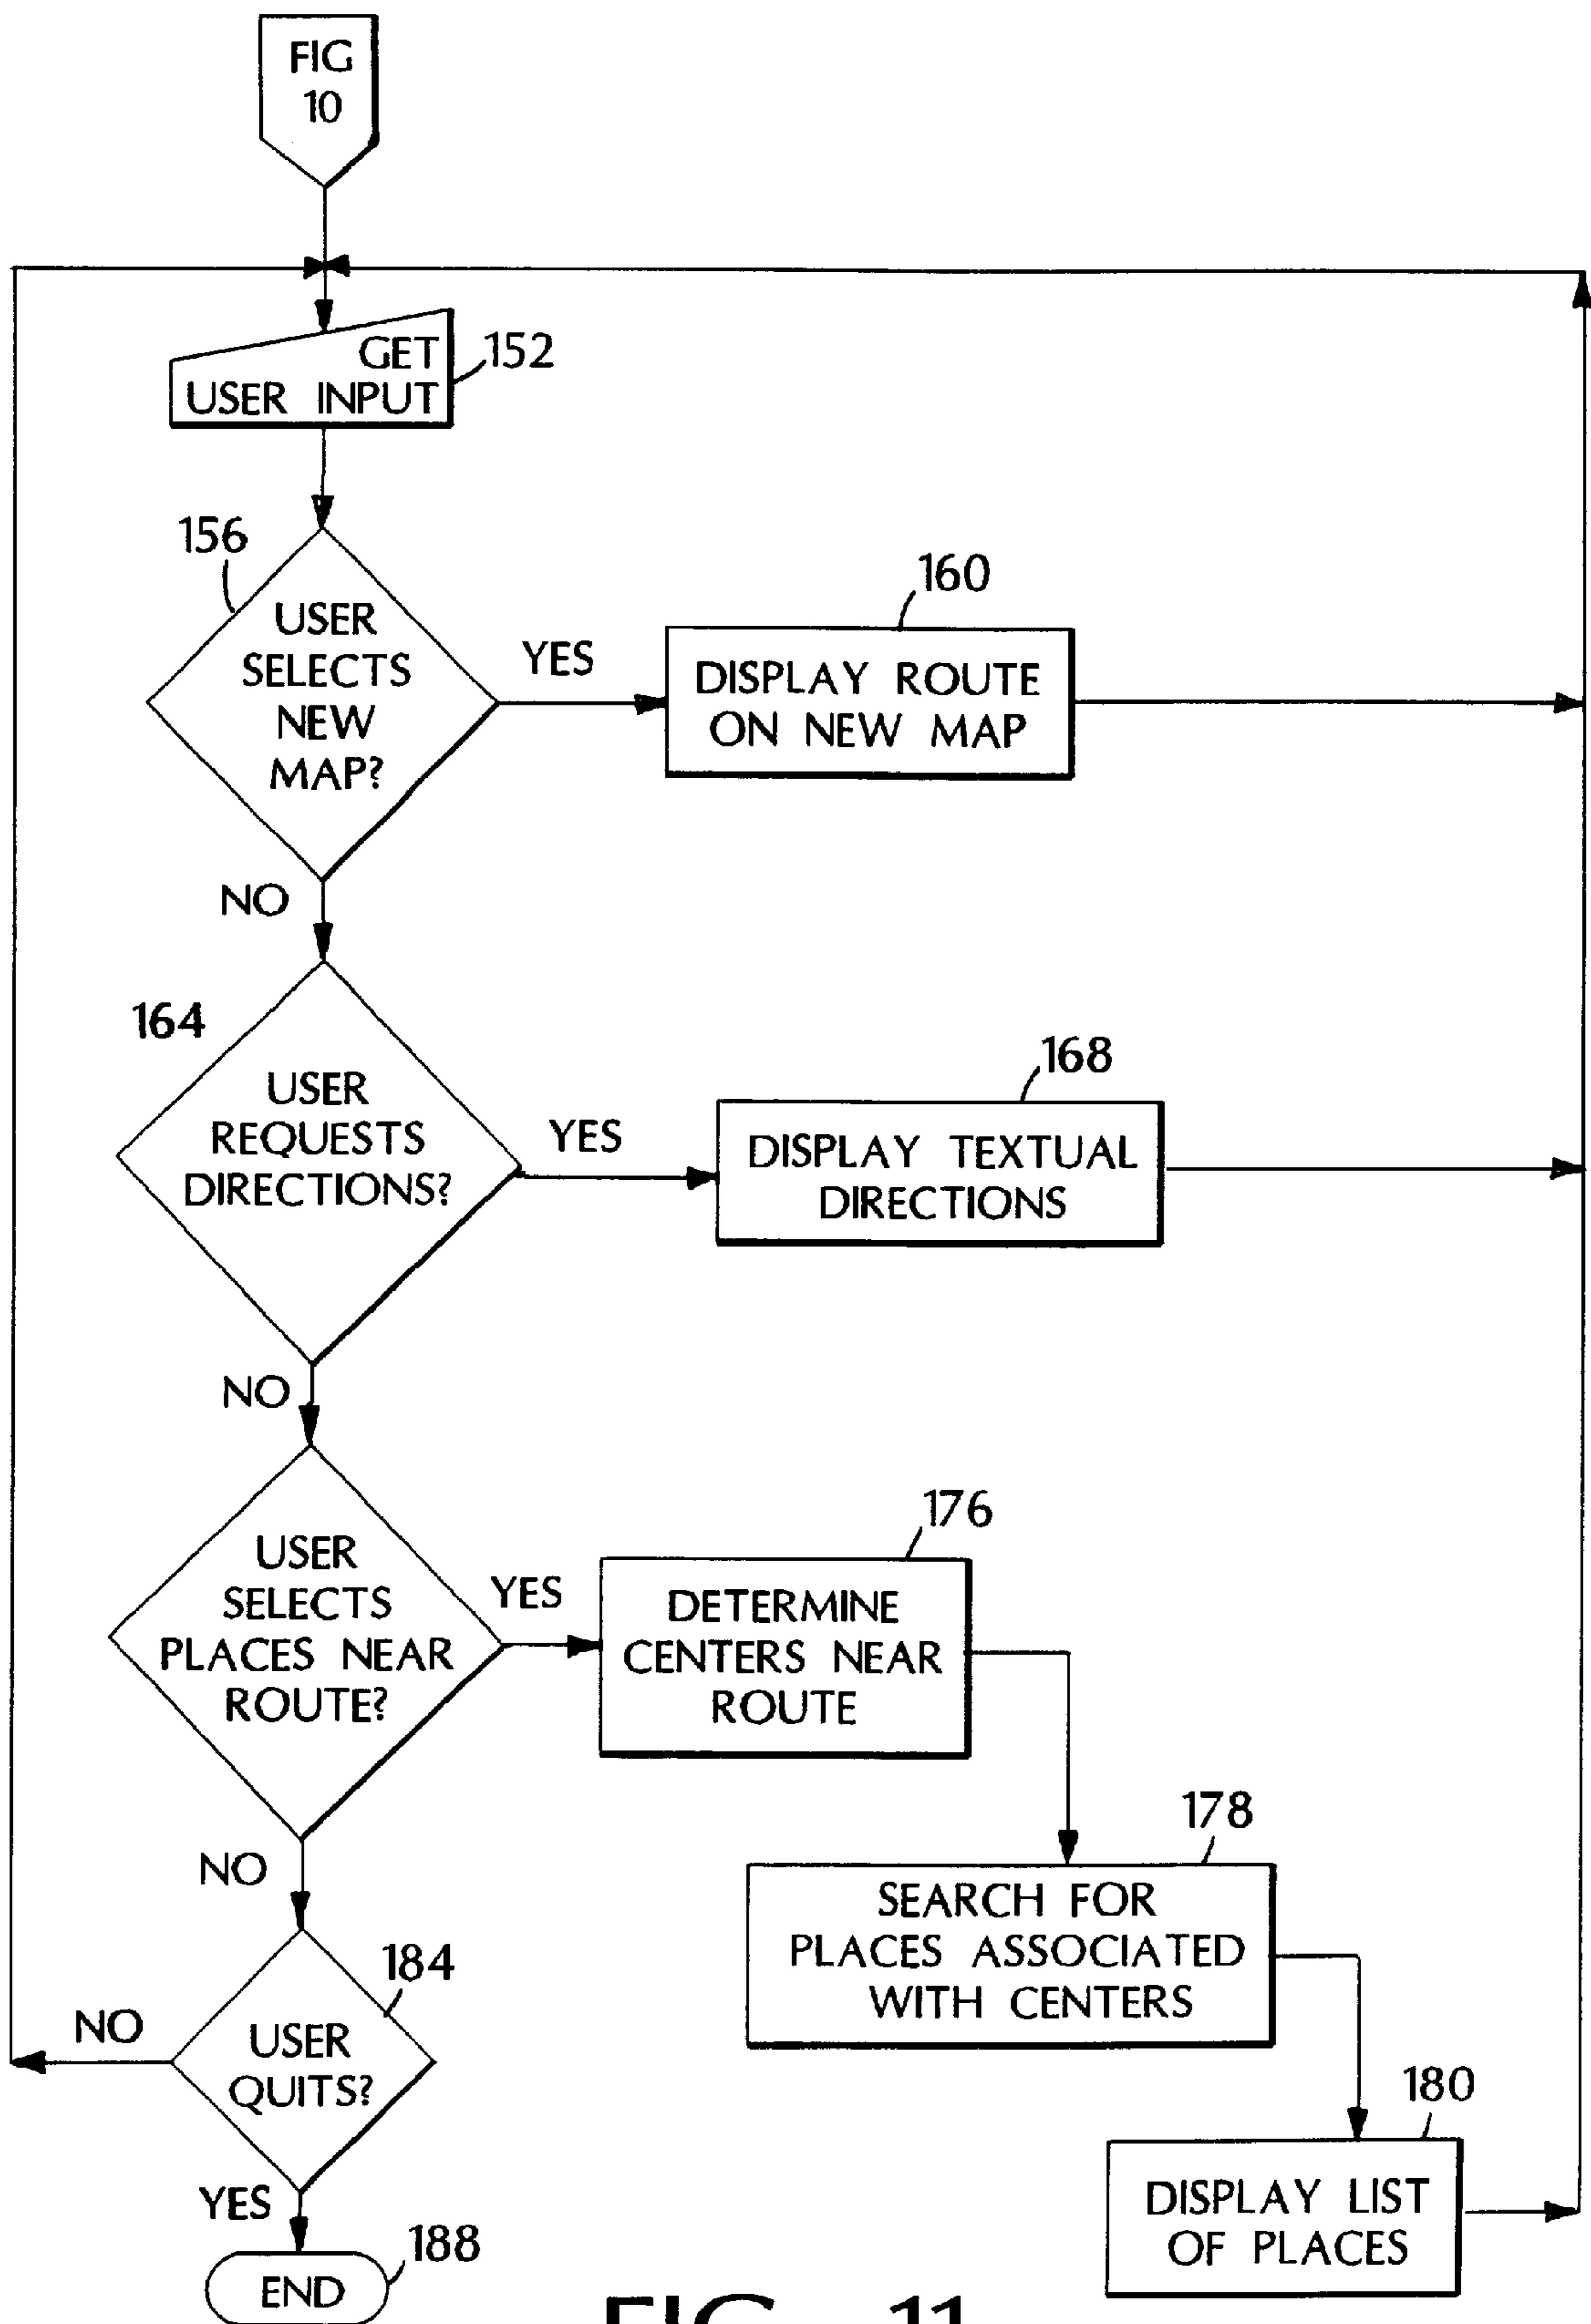 FIG
10
GET
USER INPUT
152
156
USER
SELECTS
NEW
MAP?
YES
160
DISPLAY ROUTE
ON NEW MAP
NO
164
USER
REQUESTS
DIRECTIONS?
YES
168
DISPLAY TEXTUAL
DIRECTIONS
NO
USER
SELECTS
PLACES NEAR
ROUTE?
YES
176
DETERMINE
CENTERS NEAR
ROUTE
178
SEARCH FOR
PLACES ASSOCIATED
WITH CENTERS
180
DISPLAY LIST
OF PLACES
NO
184
USER
QUITS?
NO
YES
188
END
FIG. 11